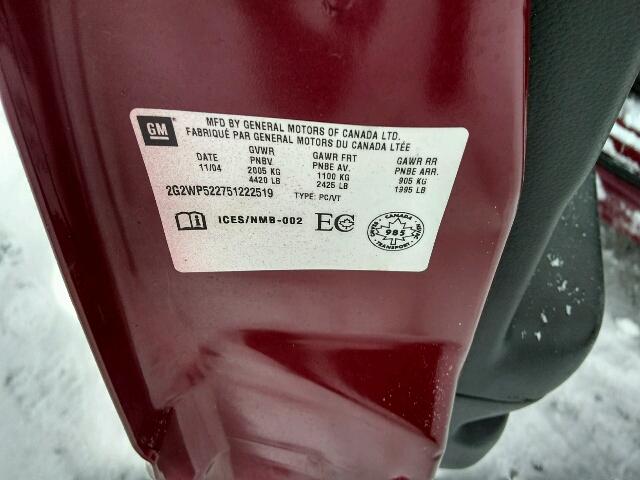 GM
MFD BY GENERAL MOTORS OF CANADA LTD.
FABRIQUÉ PAR GENERAL MOTORS DU CANADA LTÉE
DATE GVWR GAWR FRT GAWR RR
11/04 PNBV PNBE AV. PNBE ARR.
2005 KG 1100 KG 905 KG
4420 LB 2425 LB 1995 LB
2G2WP522751222519 TYPE: PC/VT
ICES/NMB-002 EC
CANADA
985
TRANSPORT